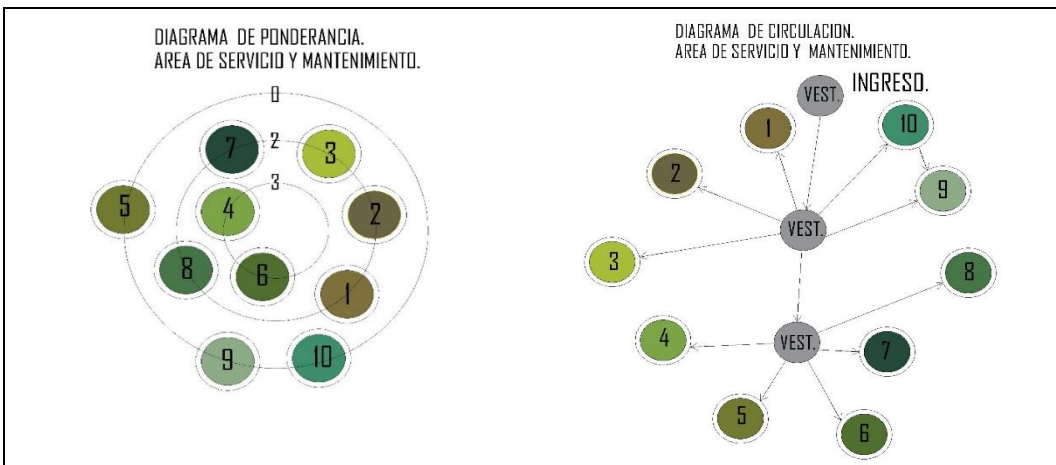 DIAGRAMA DE PONDERANCIA.
AREA DE SERVICIO Y MANTENIMIENTO.
0
2
3
7
3
5
4
2
8
6
1
9
10
DIAGRAMA DE CIRCULACION.
AREA DE SERVICIO Y MANTENIMIENTO.
INGRESO.
VEST.
1
10
2
9
VEST.
3
8
4
VEST.
7
5
6